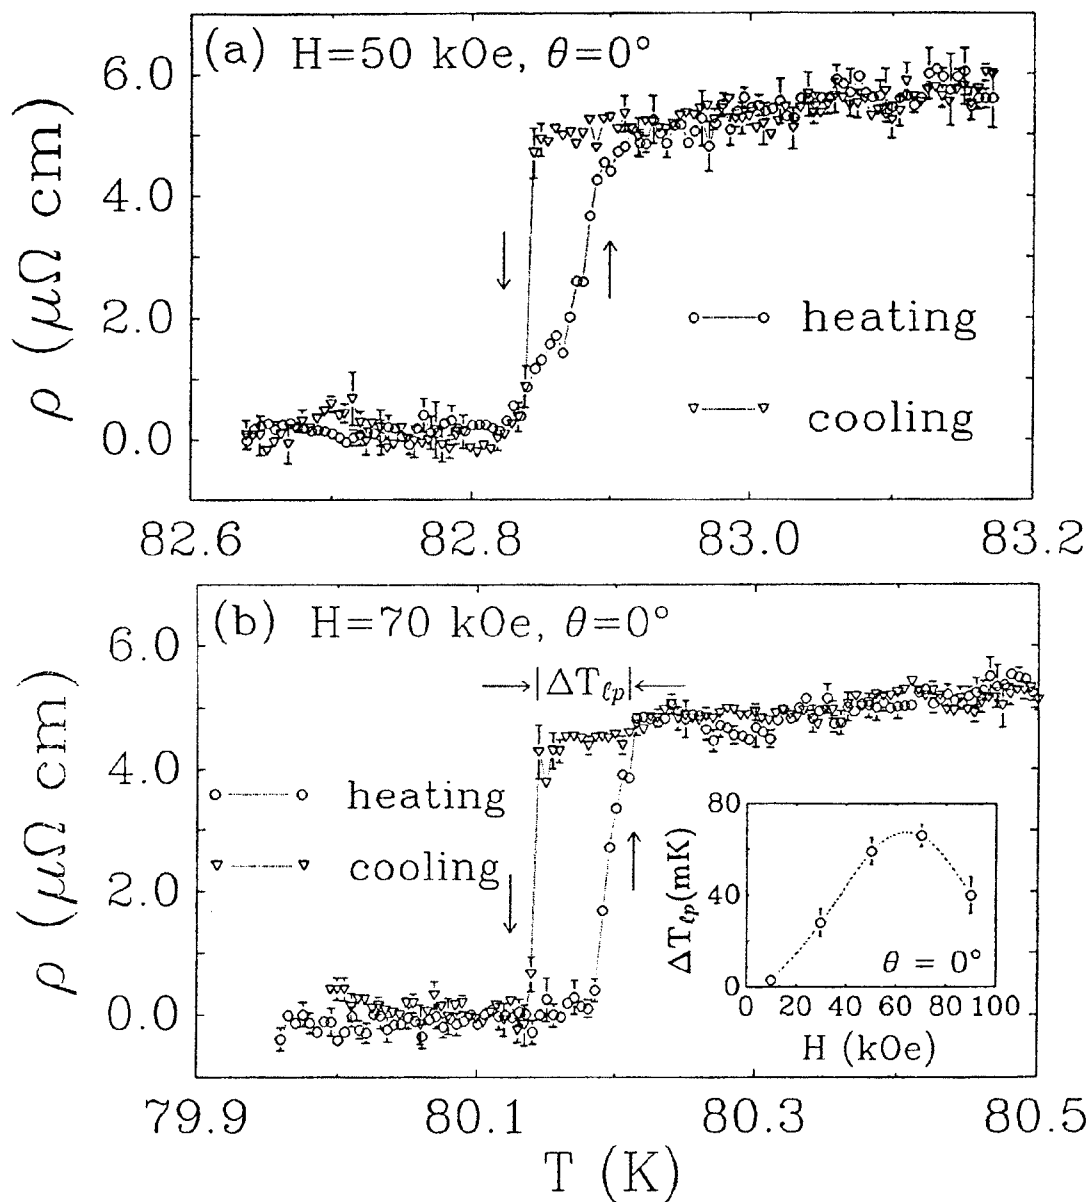 (a) H=50 kOe, θ=0°
6.0
4.0
2.0
0.0
ρ (μΩ cm)
heating
cooling
82.6 82.8 83.0 83.2
(b) H=70 kOe, θ=0°
6.0
4.0
2.0
0.0
ρ (μΩ cm)
ΔTℓp
heating
cooling
80
40
0
ΔTℓp(mK)
θ = 0°
0 20 40 60 80 100
H (kOe)
79.9 80.1 80.3 80.5
T (K)